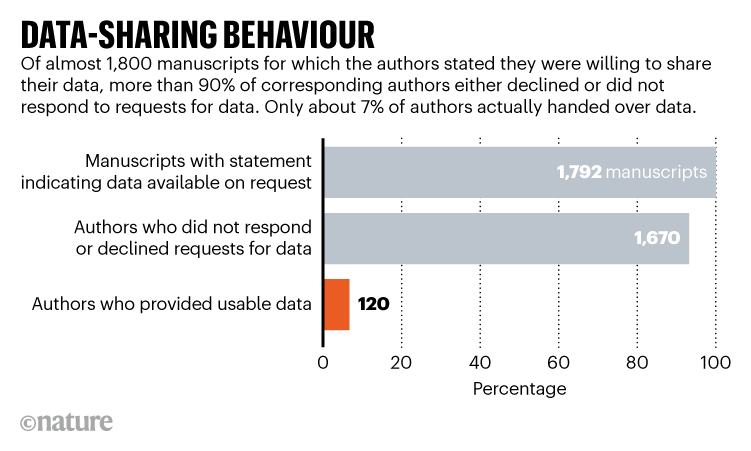 DATA-SHARING BEHAVIOUR
Of almost 1,800 manuscripts for which the authors stated they were willing to share
their data, more than 90% of corresponding authors either declined or did not
respond to requests for data. Only about 7% of authors actually handed over data.
Manuscripts with statement
indicating data available on request
1,792 manuscripts
Authors who did not respond
or declined requests for data
1,670
Authors who provided usable data
120
0 20 40 60 80 100
Percentage
©nature